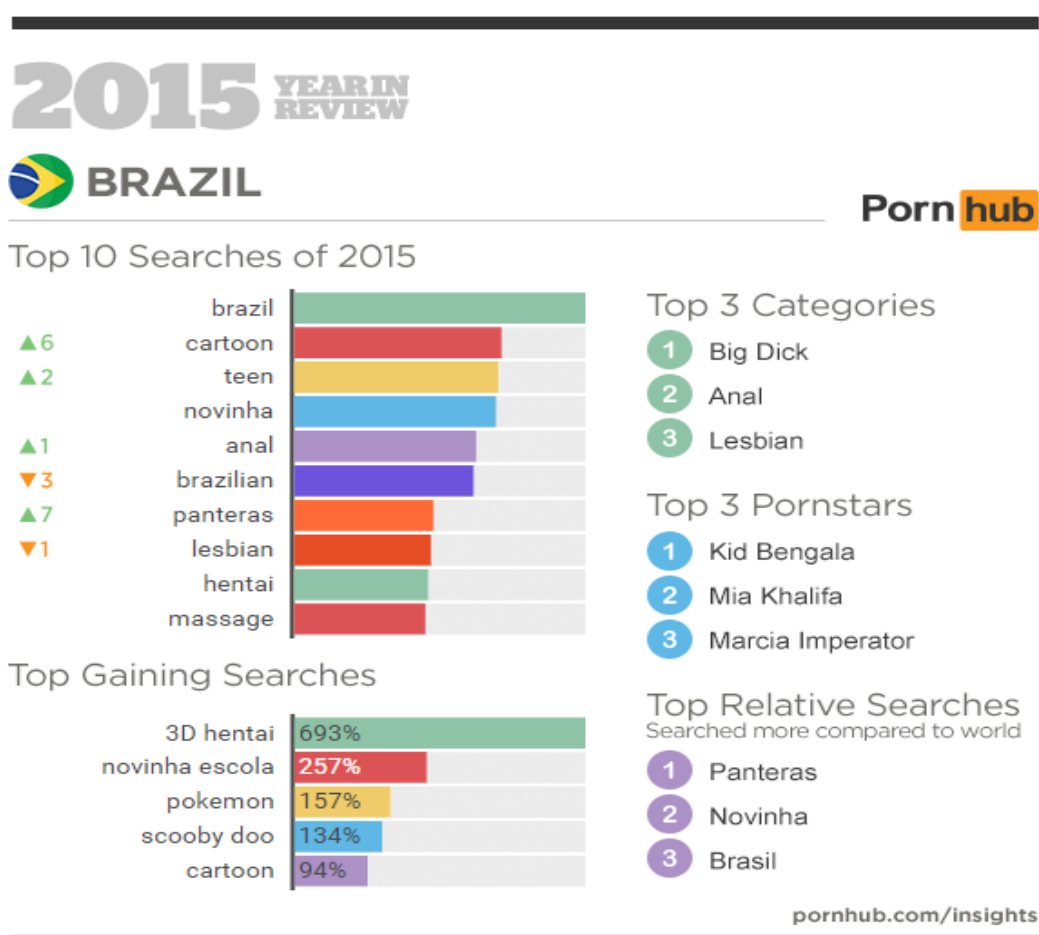 2015 YEAR IN REVIEW
BRAZIL
Pornhub
Top 10 Searches of 2015
brazil
▲6 cartoon
▲2 teen
novinha
▲1 anal
▼3 brazilian
▲7 panteras
▼1 lesbian
hentai
massage
Top Gaining Searches
3D hentai 693%
novinha escola 257%
pokemon 157%
scooby doo 134%
cartoon 94%
Top 3 Categories
1 Big Dick
2 Anal
3 Lesbian
Top 3 Pornstars
1 Kid Bengala
2 Mia Khalifa
3 Marcia Imperator
Top Relative Searches
Searched more compared to world
1 Panteras
2 Novinha
3 Brasil
pornhub.com/insights